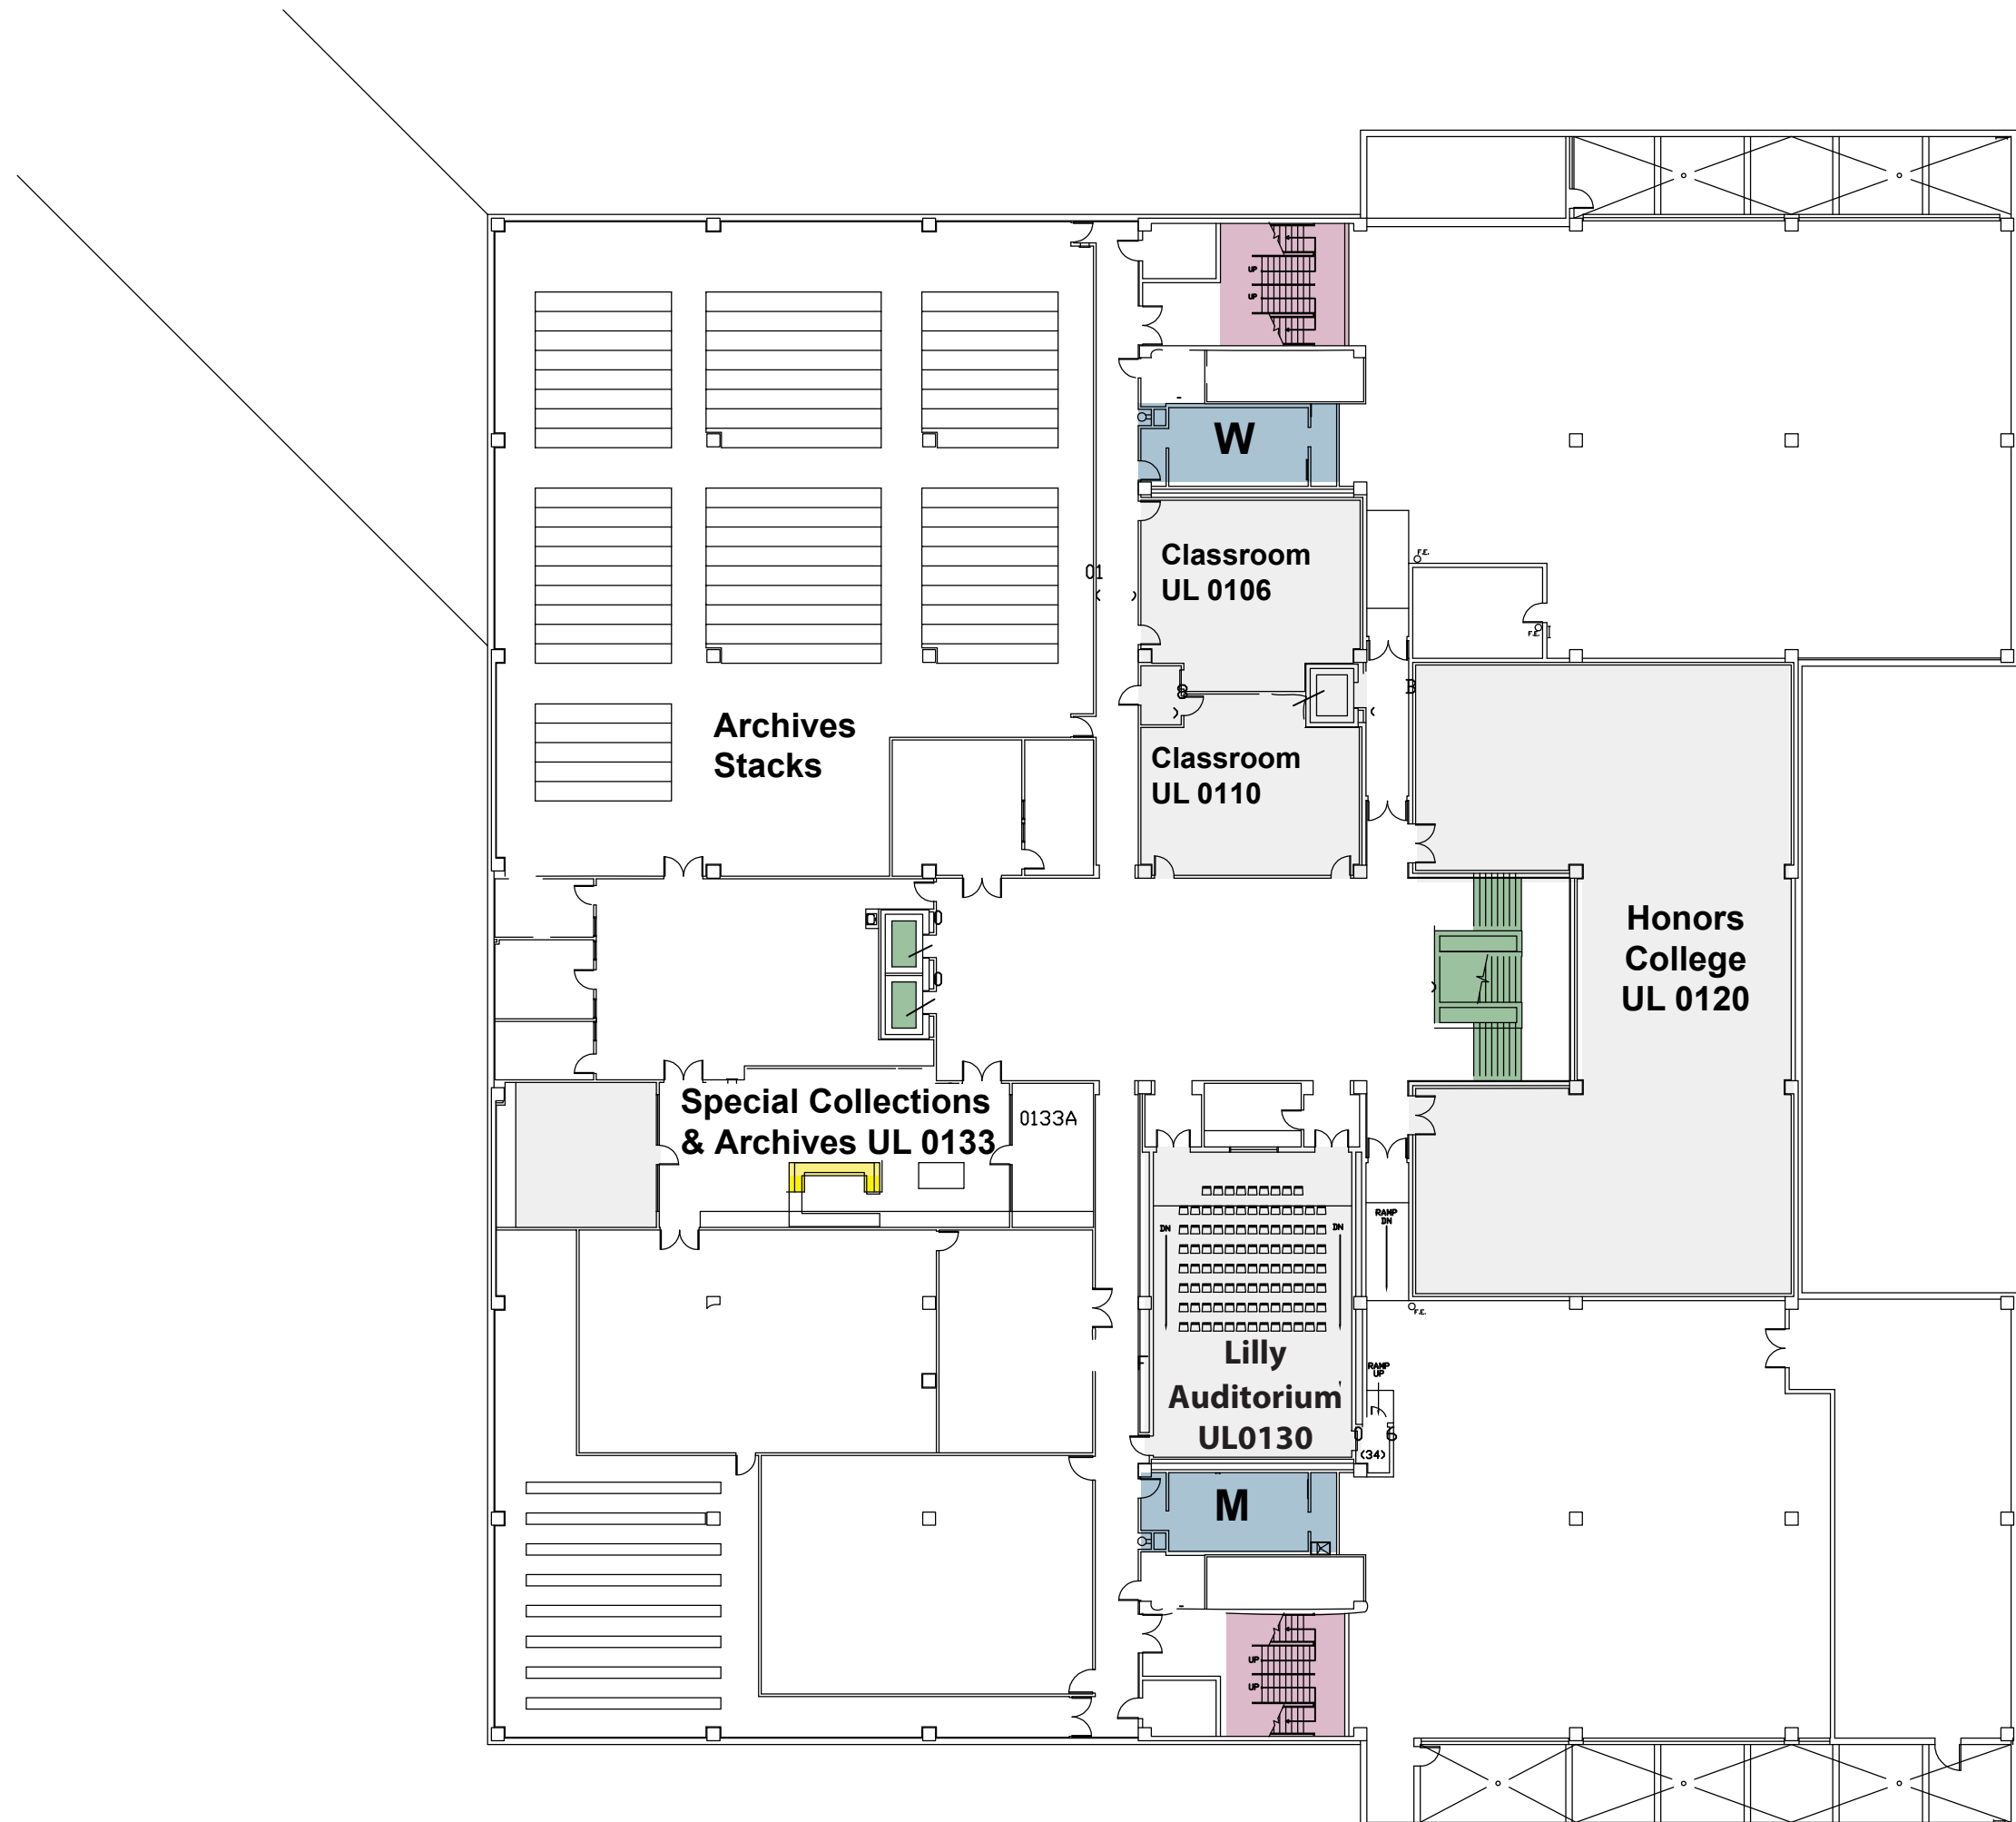 UP
UP
W
F.E.
Classroom
UL 0106
01
F.E.
Archives
Stacks
Classroom
UL 0110
Honors
College
UL 0120
Special Collections
& Archives UL 0133
0133A
RAMP
DN
DN
DN
F.E.
Lilly
Auditorium
UL0130
RAMP
UP
(34)
M
UP
UP